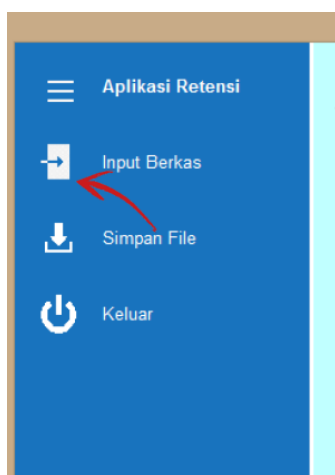 Aplikasi Retensi
Input Berkas
Simpan File
Keluar